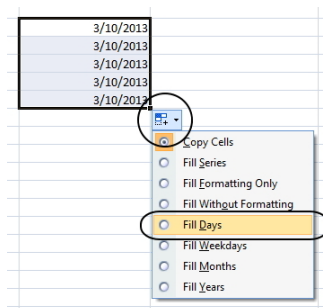 3/10/2013
3/10/2013
3/10/2013
3/10/2013
3/10/2013
Copy Cells
Fill Series
Fill Formatting Only
Fill Without Formatting
Fill Days
Fill Weekdays
Fill Months
Fill Years